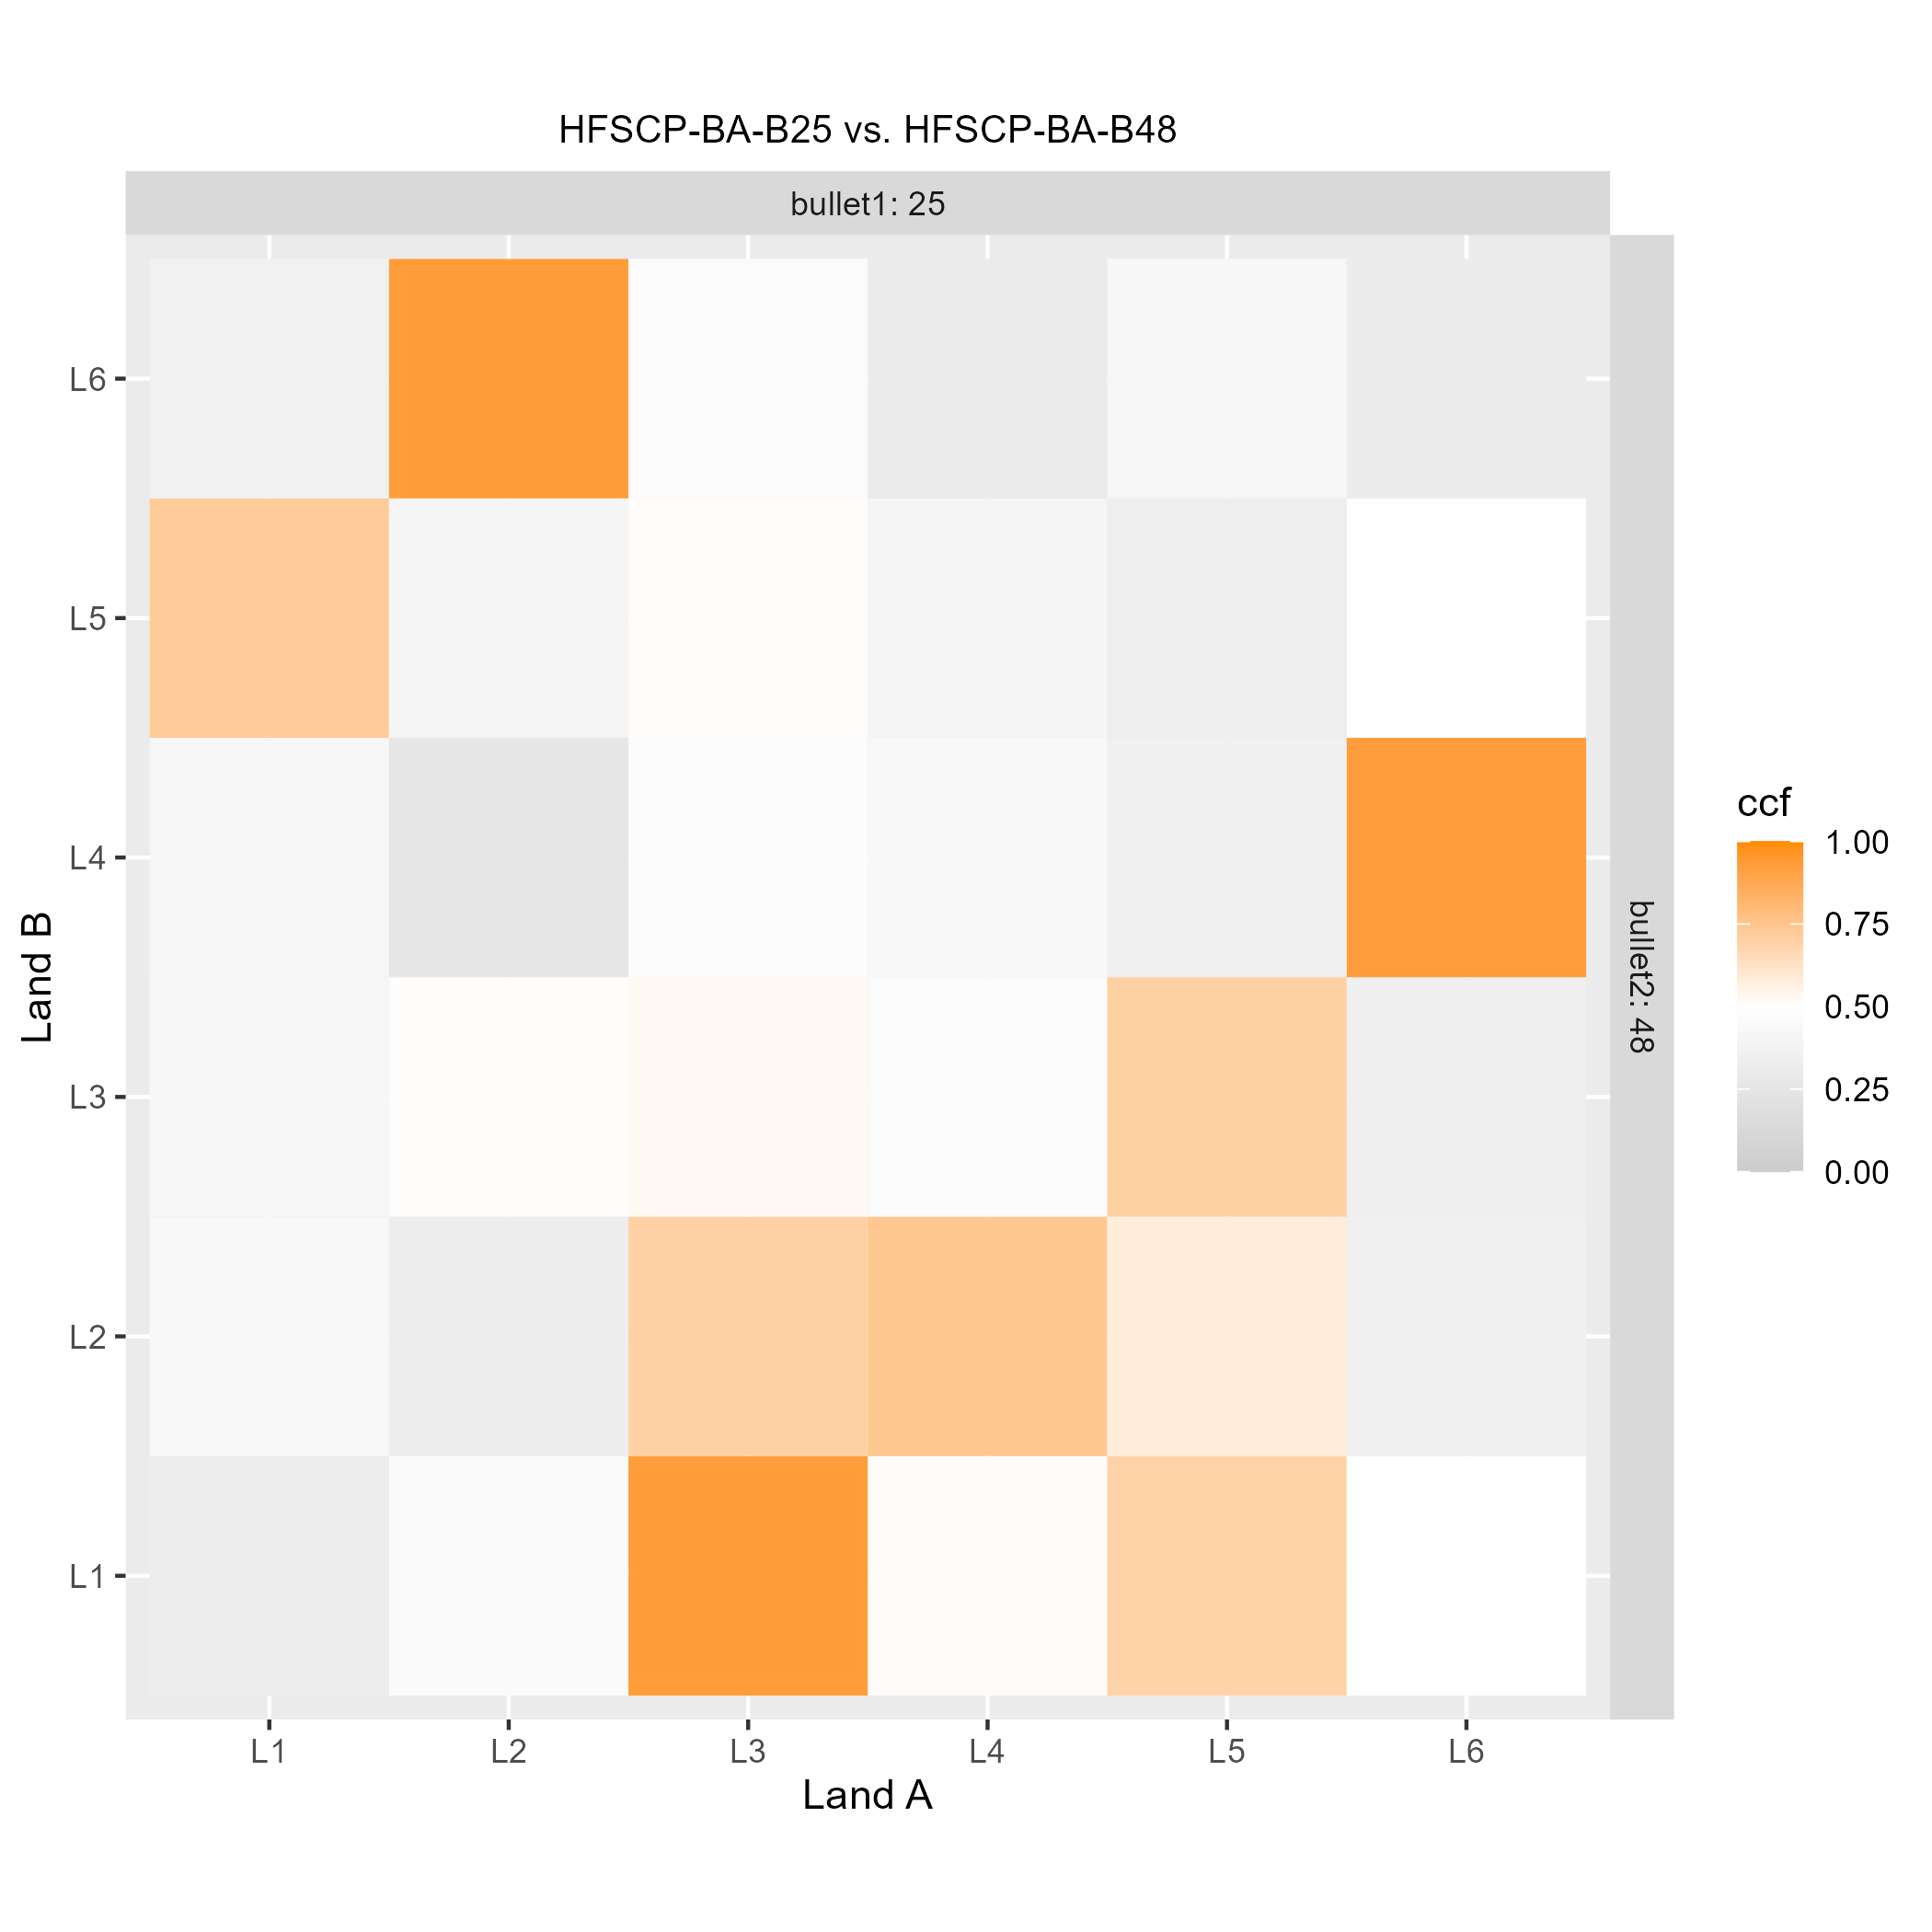 HFSCP-BA-B25 vs. HFSCP-BA-B48
bullet1: 25
L6
L5
L4
L3
L2
L1
Land B
bullet2: 48
ccf
1.00
0.75
0.50
0.25
0.00
L1 L2 L3 L4 L5 L6
Land A